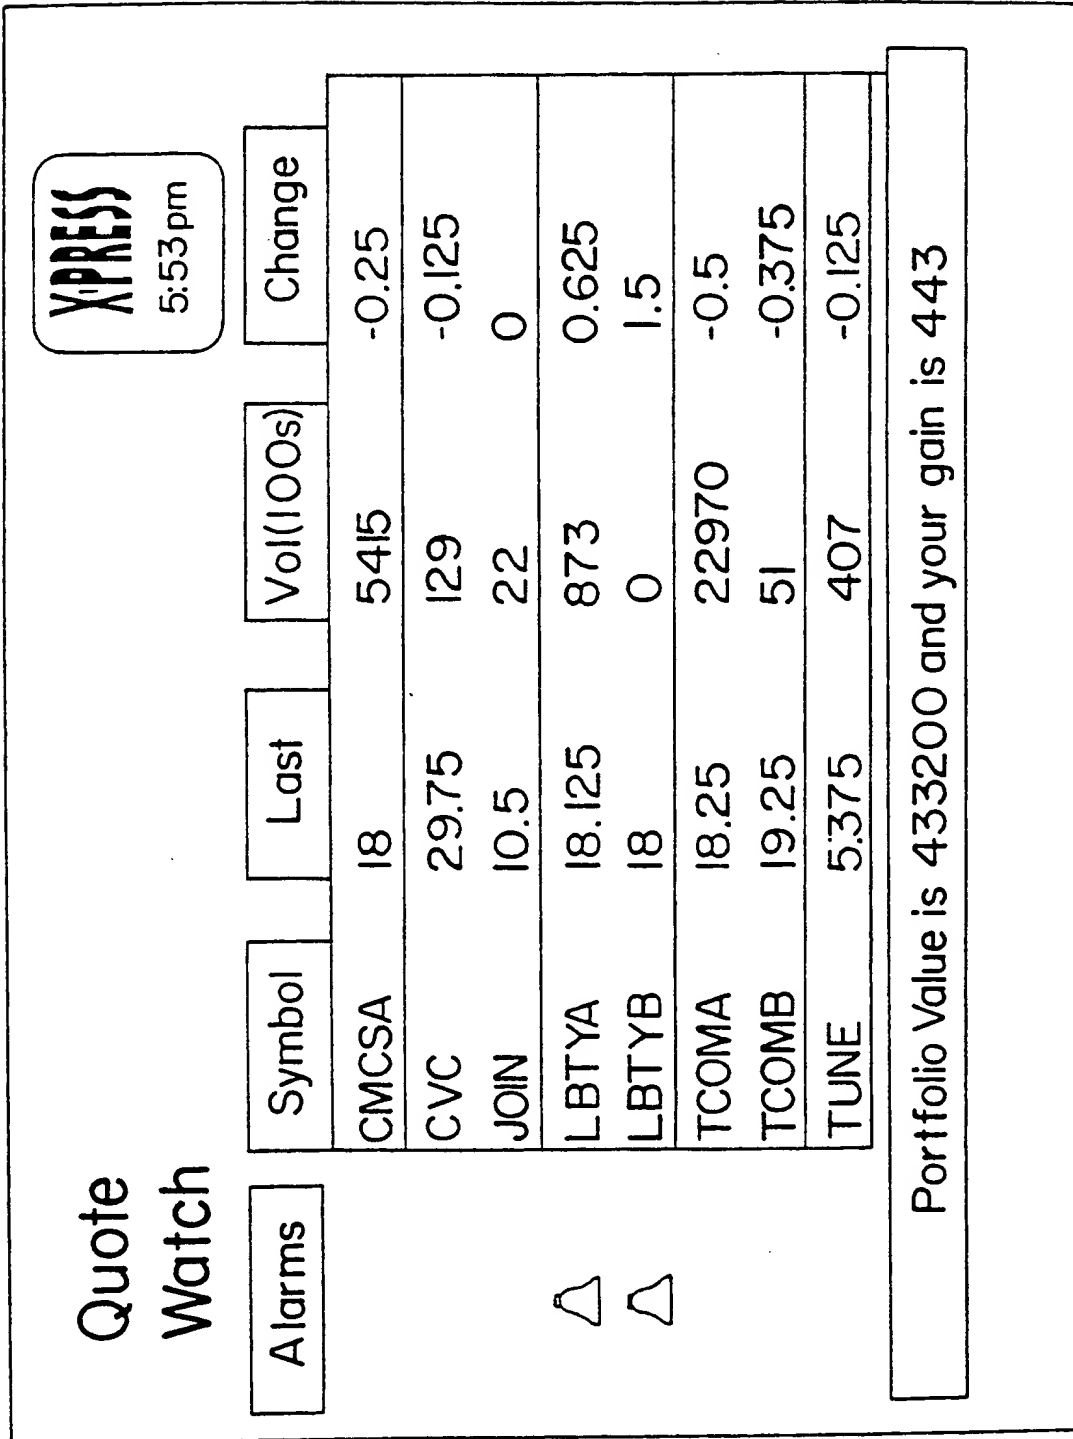 Quote
Watch
X·PRESS
5:53pm
Alarms Symbol Last Vol(100s) Change
CMCSA 18 5415 -0.25
CVC 29.75 129 -0.125
JOIN 10.5 22 0
LBTYA 18.125 873 0.625
LBTYB 18 0 1.5
TCOMA 18.25 22970 -0.5
TCOMB 19.25 51 -0.375
TUNE 5.375 407 -0.125
Portfolio Value is 433200 and your gain is 443